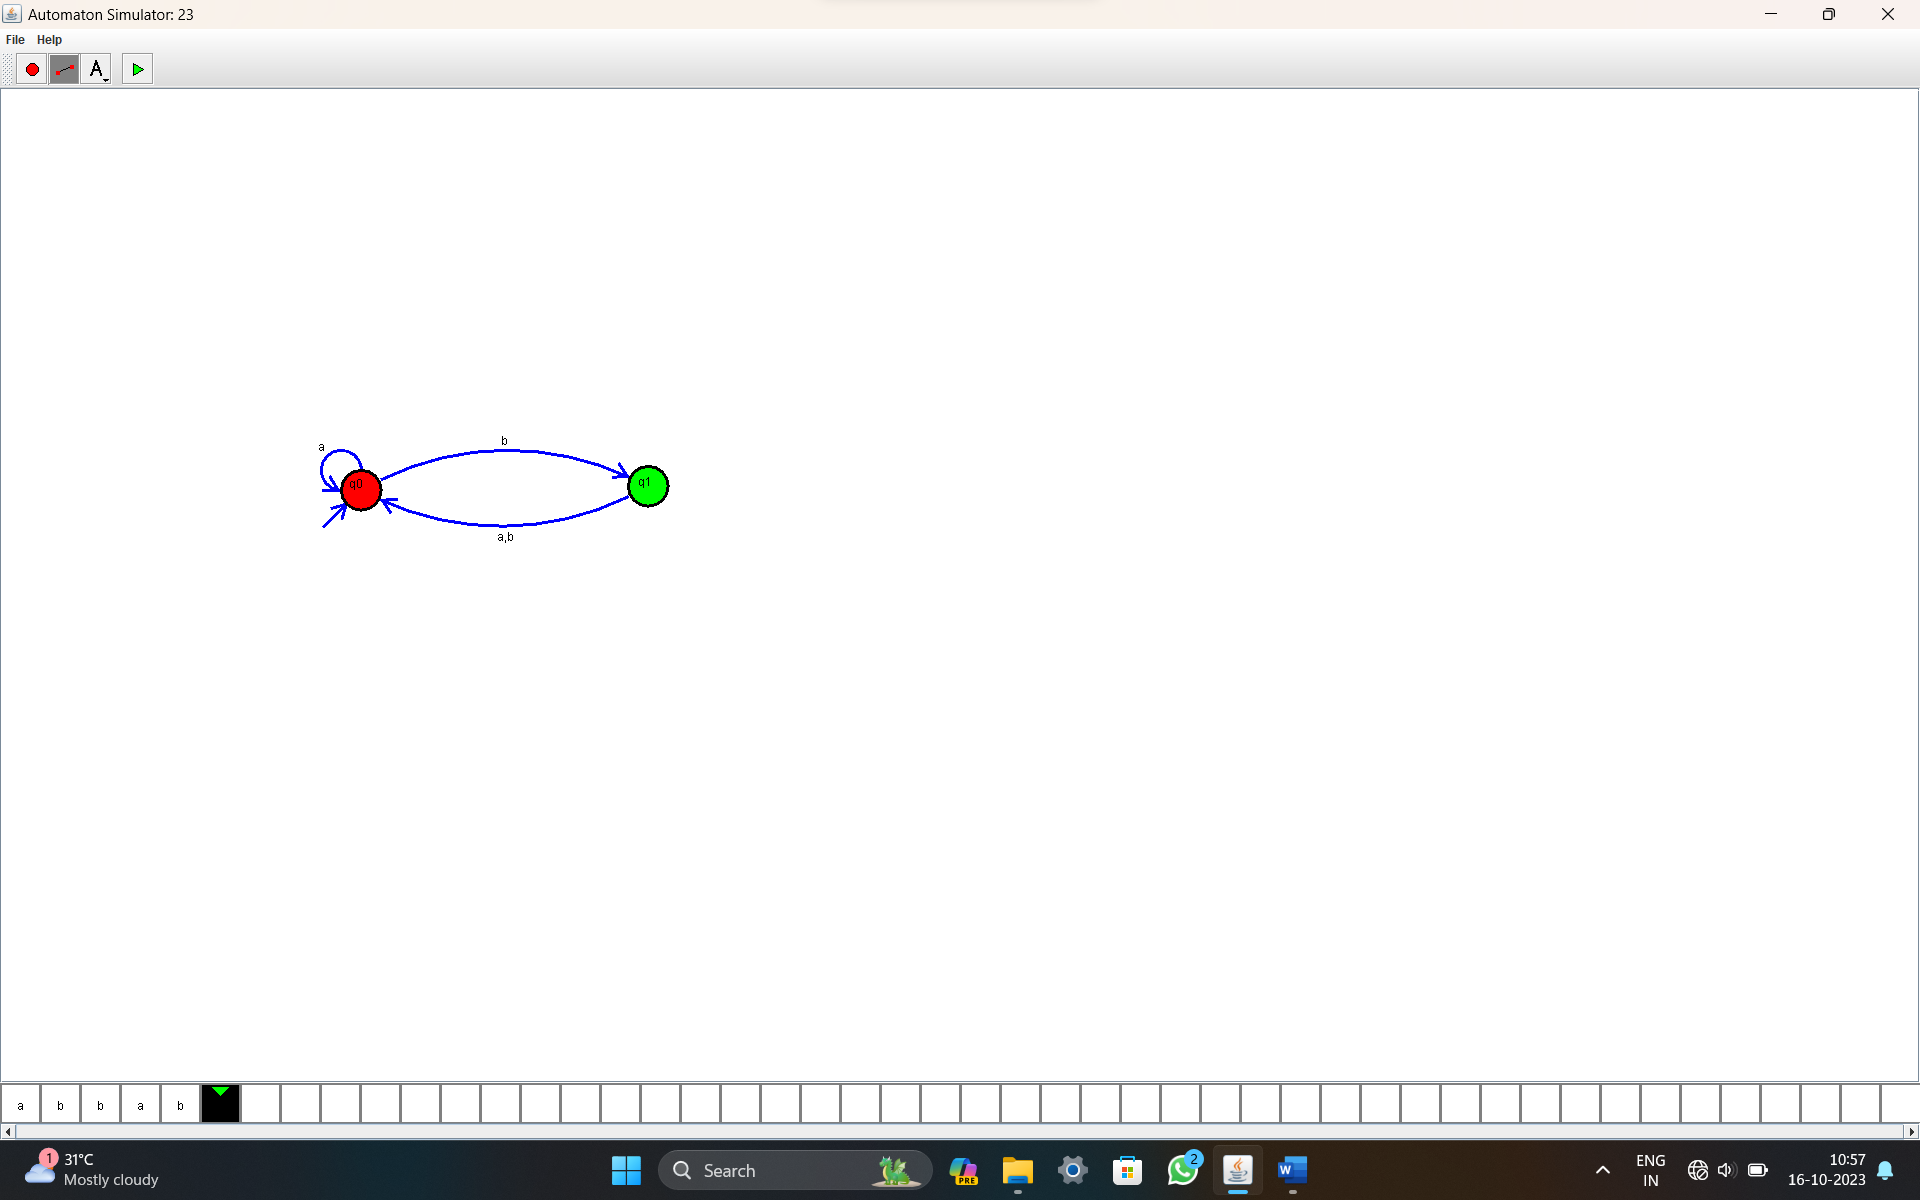 Automaton Simulator: 23
File Help
A
a
b
q0
q1
a,b
a b b a b
1
31°C
Mostly cloudy
Search
PRE
2
W
ENG
IN
10:57
16-10-2023